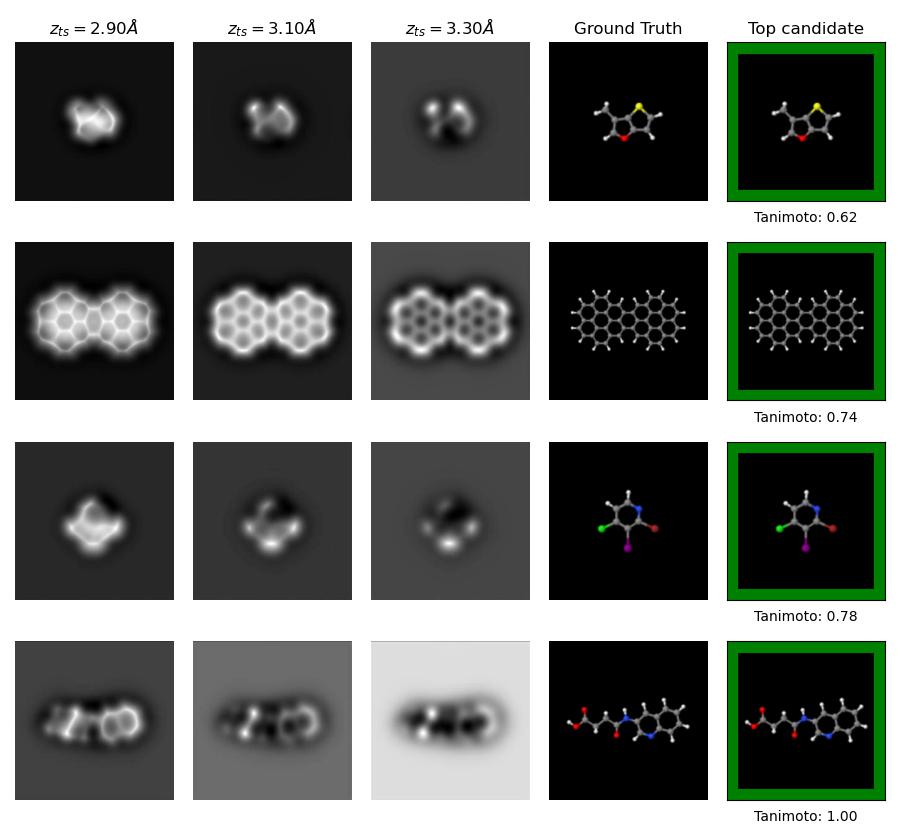 z_ts = 2.90Å z_ts = 3.10Å z_ts = 3.30Å Ground Truth Top candidate
Tanimoto: 0.62
Tanimoto: 0.74
Tanimoto: 0.78
Tanimoto: 1.00